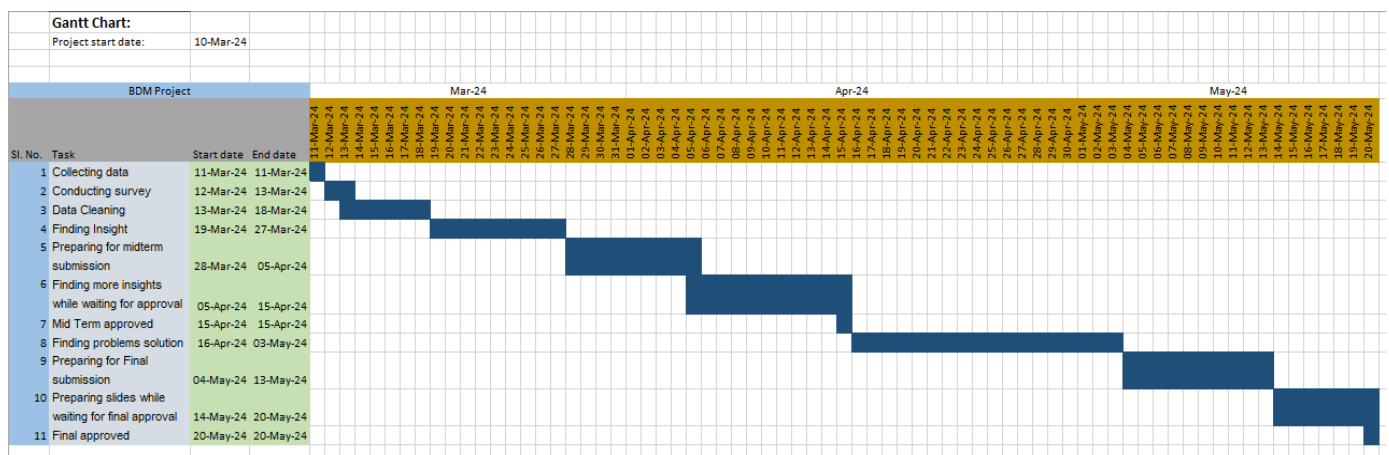 Gantt Chart:
Project start date: 10-Mar-24
BDM Project Mar-24 Apr-24 May-24
11-Mar-24 12-Mar-24 13-Mar-24 14-Mar-24 15-Mar-24 16-Mar-24 17-Mar-24 18-Mar-24 19-Mar-24 20-Mar-24 21-Mar-24 22-Mar-24 23-Mar-24 24-Mar-24 25-Mar-24 26-Mar-24 27-Mar-24 28-Mar-24 29-Mar-24 30-Mar-24 31-Mar-24 01-Apr-24 02-Apr-24 03-Apr-24 04-Apr-24 05-Apr-24 06-Apr-24 07-Apr-24 08-Apr-24 09-Apr-24 10-Apr-24 11-Apr-24 12-Apr-24 13-Apr-24 14-Apr-24 15-Apr-24 16-Apr-24 17-Apr-24 18-Apr-24 19-Apr-24 20-Apr-24 21-Apr-24 22-Apr-24 23-Apr-24 24-Apr-24 25-Apr-24 26-Apr-24 27-Apr-24 28-Apr-24 29-Apr-24 30-Apr-24 01-May-24 02-May-24 03-May-24 04-May-24 05-May-24 06-May-24 07-May-24 08-May-24 09-May-24 10-May-24 11-May-24 12-May-24 13-May-24 14-May-24 15-May-24 16-May-24 17-May-24 18-May-24 19-May-24 20-May-24
Sl. No. Task Start date End date
1 Collecting data 11-Mar-24 11-Mar-24
2 Conducting survey 12-Mar-24 13-Mar-24
3 Data Cleaning 13-Mar-24 18-Mar-24
4 Finding Insight 19-Mar-24 27-Mar-24
5 Preparing for midterm
submission 28-Mar-24 05-Apr-24
6 Finding more insights
while waiting for approval 05-Apr-24 15-Apr-24
7 Mid Term approved 15-Apr-24 15-Apr-24
8 Finding problems solution 16-Apr-24 03-May-24
9 Preparing for Final
submission 04-May-24 13-May-24
10 Preparing slides while
waiting for final approval 14-May-24 20-May-24
11 Final approved 20-May-24 20-May-24